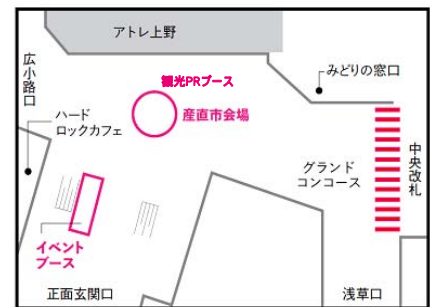 アトレ上野
広小路口
観光PRブース
みどりの窓口
ハード
ロックカフェ
産直市会場
中央改札
グランド
コンコース
イベント
ブース
正面玄関口
浅草口